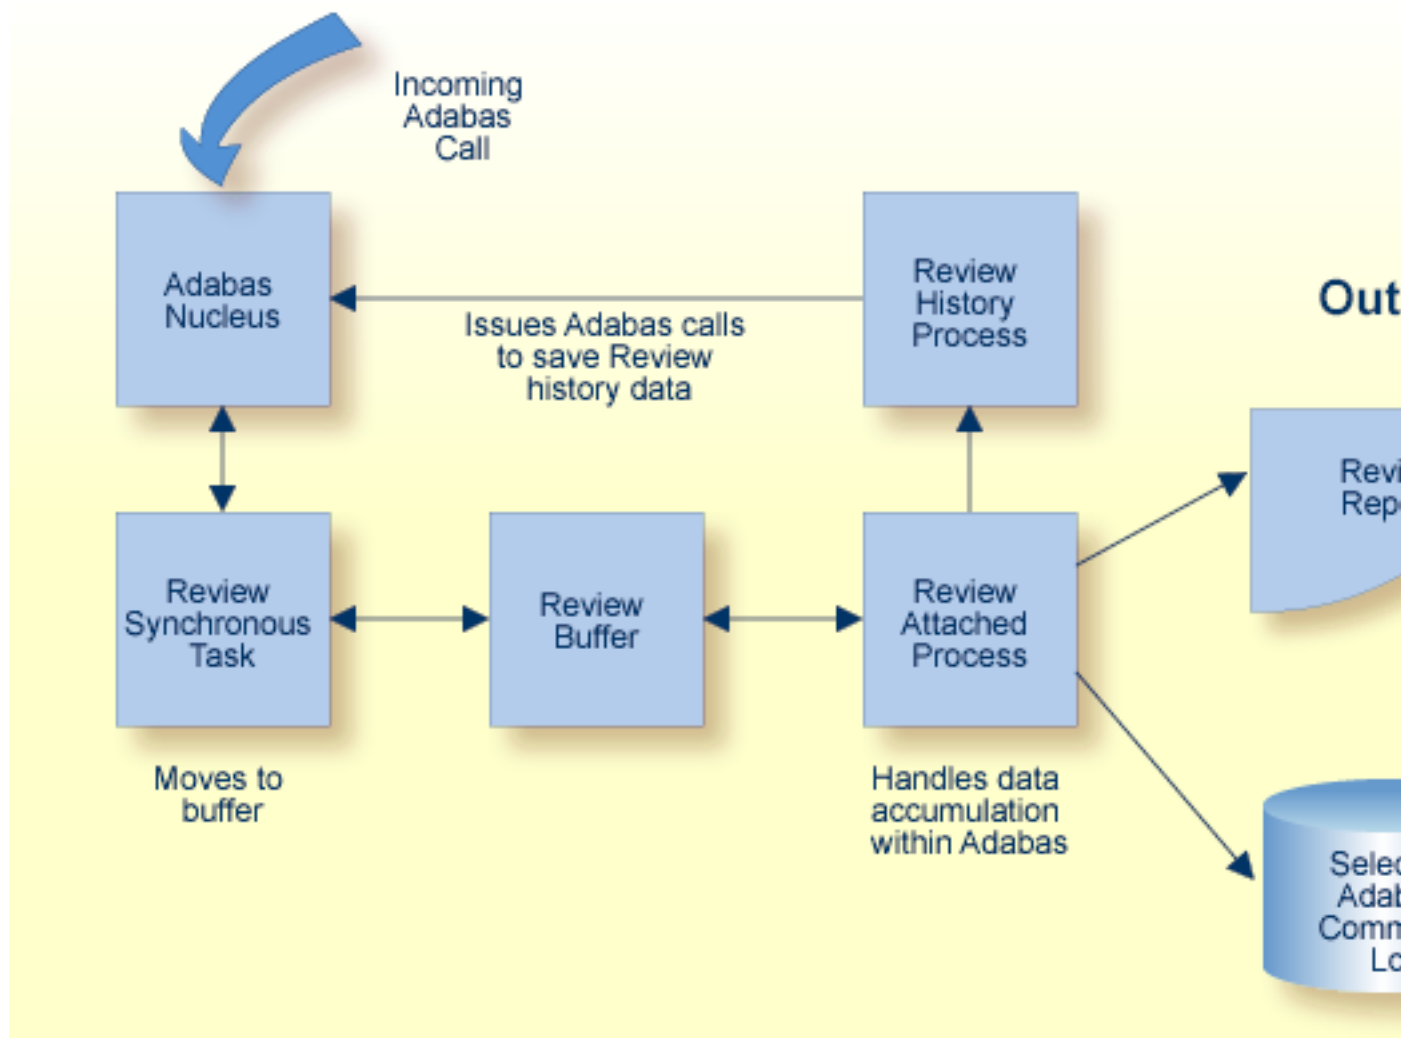 Incoming
Adabas
Call
Adabas
Nucleus
Issues Adabas calls
to save Review
history data
Review
History
Process
Review
Synchronous
Task
Moves to
buffer
Review
Buffer
Review
Attached
Process
Handles data
accumulation
within Adabas